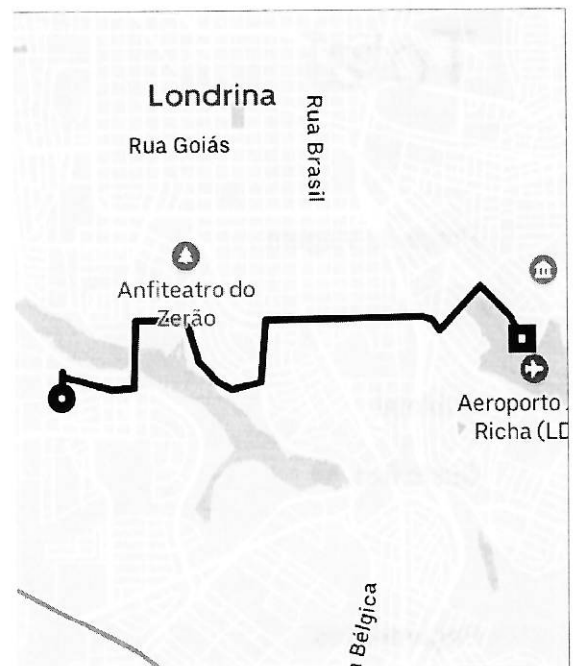 Londrina
Rua Goiás
Rua Brasil
Anfiteatro do
Zerão
Aeroporto
Richa (LD
Bélgica